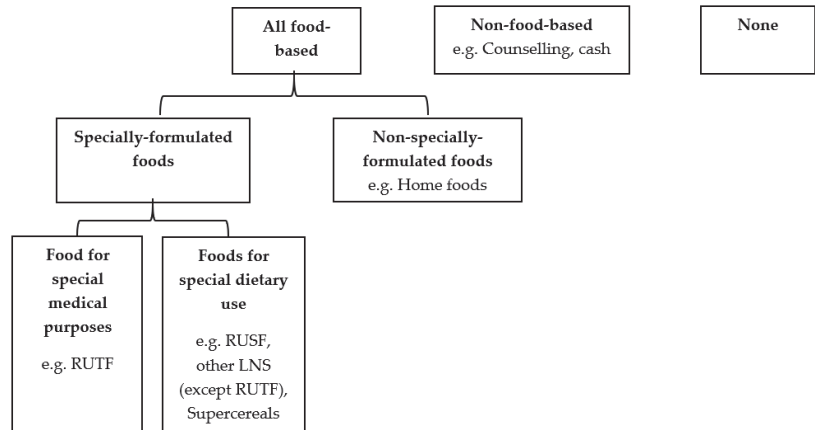 All food-
based
Non-food-based
e.g. Counselling, cash
None
Specially-formulated
foods
Non-specially-
formulated foods
e.g. Home foods
Food for
special
medical
purposes
e.g. RUTF
Foods for
special dietary
use
e.g. RUSF,
other LNS
(except RUTF),
Supercereals